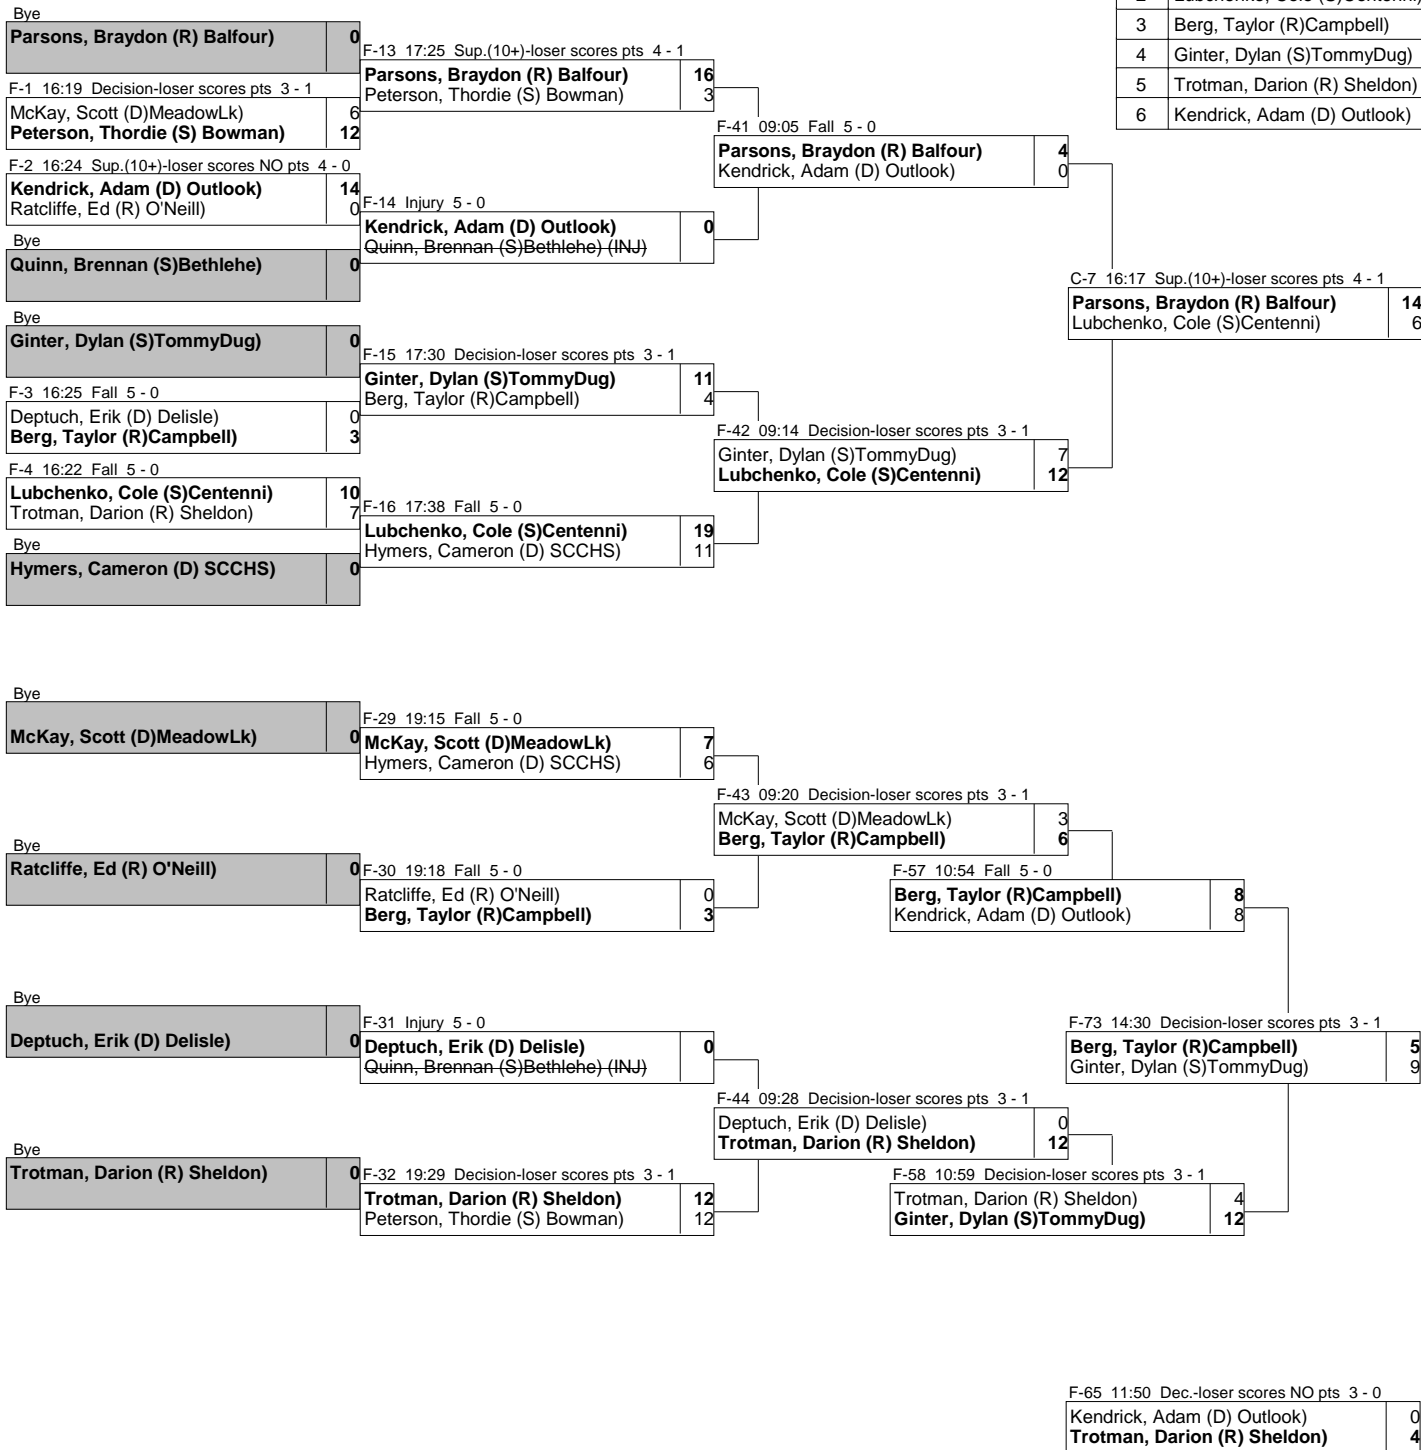 Bye
Parsons, Braydon (R) Balfour) 0
F-1 16:19 Decision-loser scores pts 3 - 1
McKay, Scott (D)MeadowLk) 6
Peterson, Thordie (S) Bowman) 12
F-2 16:24 Sup.(10+)-loser scores NO pts 4 - 0
Kendrick, Adam (D) Outlook) 14
Ratcliffe, Ed (R) O'Neill) 0
Bye
Quinn, Brennan (S)Bethlehe) 0
Bye
Ginter, Dylan (S)TommyDug) 0
F-3 16:25 Fall 5 - 0
Deptuch, Erik (D) Delisle) 0
Berg, Taylor (R)Campbell) 3
F-4 16:22 Fall 5 - 0
Lubchenko, Cole (S)Centenni) 10
Trotman, Darion (R) Sheldon) 7
Bye
Hymers, Cameron (D) SCCHS) 0
F-13 17:25 Sup.(10+)-loser scores pts 4 - 1
Parsons, Braydon (R) Balfour) 16
Peterson, Thordie (S) Bowman) 3
F-14 Injury 5 - 0
Kendrick, Adam (D) Outlook) 0
Quinn, Brennan (S)Bethlehe) (INJ)
F-15 17:30 Decision-loser scores pts 3 - 1
Ginter, Dylan (S)TommyDug) 11
Berg, Taylor (R)Campbell) 4
F-16 17:38 Fall 5 - 0
Lubchenko, Cole (S)Centenni) 19
Hymers, Cameron (D) SCCHS) 11
F-41 09:05 Fall 5 - 0
Parsons, Braydon (R) Balfour) 4
Kendrick, Adam (D) Outlook) 0
F-42 09:14 Decision-loser scores pts 3 - 1
Ginter, Dylan (S)TommyDug) 7
Lubchenko, Cole (S)Centenni) 12
C-7 16:17 Sup.(10+)-loser scores pts 4 - 1
Parsons, Braydon (R) Balfour) 14
Lubchenko, Cole (S)Centenni) 6
3 Berg, Taylor (R)Campbell)
4 Ginter, Dylan (S)TommyDug)
5 Trotman, Darion (R) Sheldon)
6 Kendrick, Adam (D) Outlook)
Bye
McKay, Scott (D)MeadowLk) 0
Bye
Ratcliffe, Ed (R) O'Neill) 0
Bye
Deptuch, Erik (D) Delisle) 0
Bye
Trotman, Darion (R) Sheldon) 0
F-29 19:15 Fall 5 - 0
McKay, Scott (D)MeadowLk) 7
Hymers, Cameron (D) SCCHS) 6
F-30 19:18 Fall 5 - 0
Ratcliffe, Ed (R) O'Neill) 0
Berg, Taylor (R)Campbell) 3
F-31 Injury 5 - 0
Deptuch, Erik (D) Delisle) 0
Quinn, Brennan (S)Bethlehe) (INJ)
F-32 19:29 Decision-loser scores pts 3 - 1
Trotman, Darion (R) Sheldon) 12
Peterson, Thordie (S) Bowman) 12
F-43 09:20 Decision-loser scores pts 3 - 1
McKay, Scott (D)MeadowLk) 3
Berg, Taylor (R)Campbell) 6
F-44 09:28 Decision-loser scores pts 3 - 1
Deptuch, Erik (D) Delisle) 0
Trotman, Darion (R) Sheldon) 12
F-57 10:54 Fall 5 - 0
Berg, Taylor (R)Campbell) 8
Kendrick, Adam (D) Outlook) 8
F-58 10:59 Decision-loser scores pts 3 - 1
Trotman, Darion (R) Sheldon) 4
Ginter, Dylan (S)TommyDug) 12
F-73 14:30 Decision-loser scores pts 3 - 1
Berg, Taylor (R)Campbell) 5
Ginter, Dylan (S)TommyDug) 9
F-65 11:50 Dec.-loser scores NO pts 3 - 0
Kendrick, Adam (D) Outlook) 0
Trotman, Darion (R) Sheldon) 4